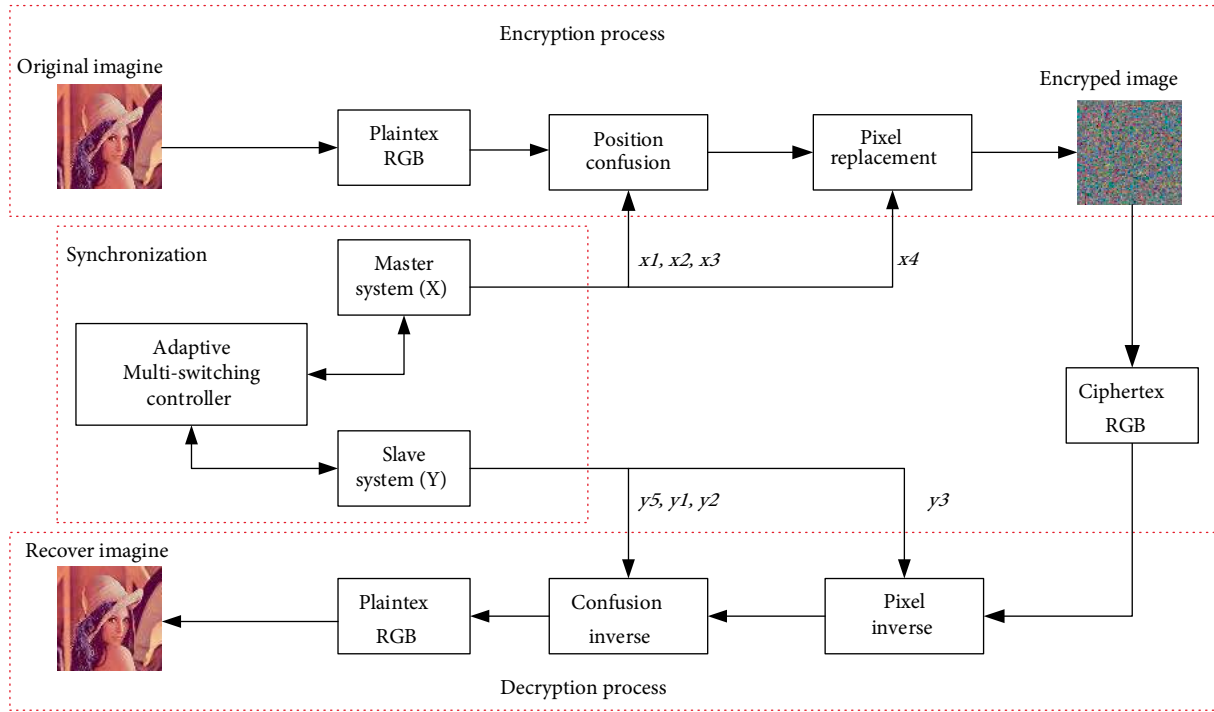 Encryption process
Original imagine
Encryped image
Plaintex
RGB
Position
confusion
Pixel
replacement
Synchronization
Master
system (X)
x1, x2, x3
x4
Adaptive
Multi-switching
controller
Ciphertex
RGB
Slave
system (Y)
y5, y1, y2
y3
Recover imagine
Plaintex
RGB
Confusion
inverse
Pixel
inverse
Decryption process